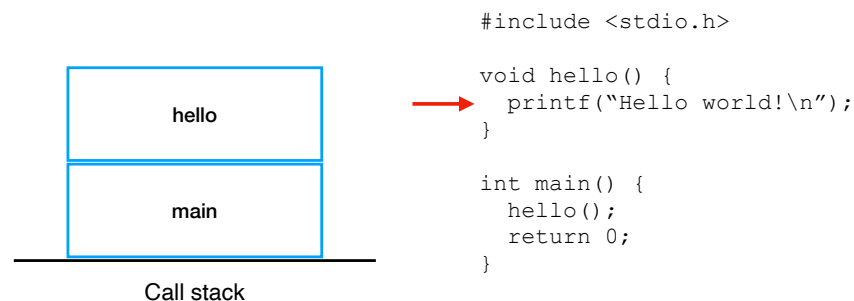 hello
main
Call stack
#include <stdio.h>
void hello() {
  printf(“Hello world!\n”);
}
int main() {
  hello();
  return 0;
}